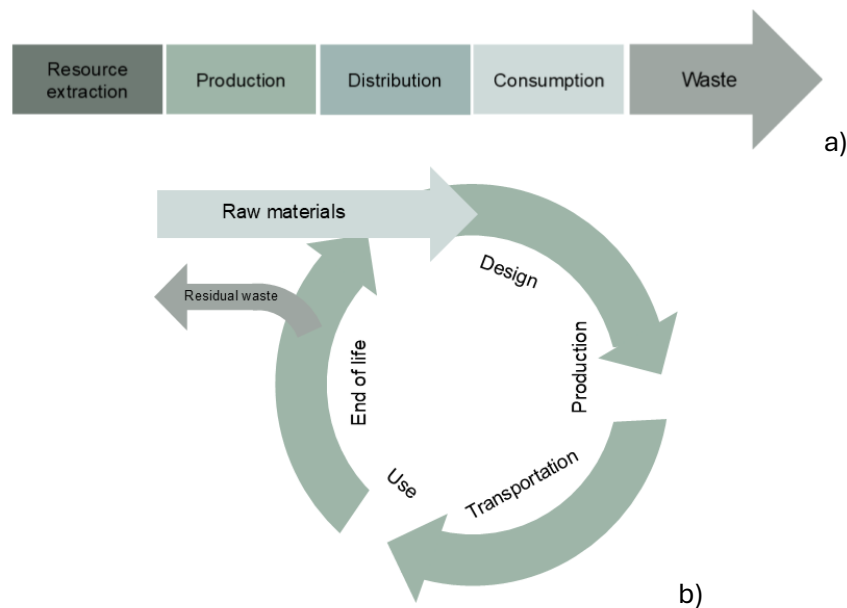 Resource
extraction
Production
Distribution
Consumption
Waste
a)
Raw materials
Design
Residual waste
Production
End of life
Use
Transportation
b)